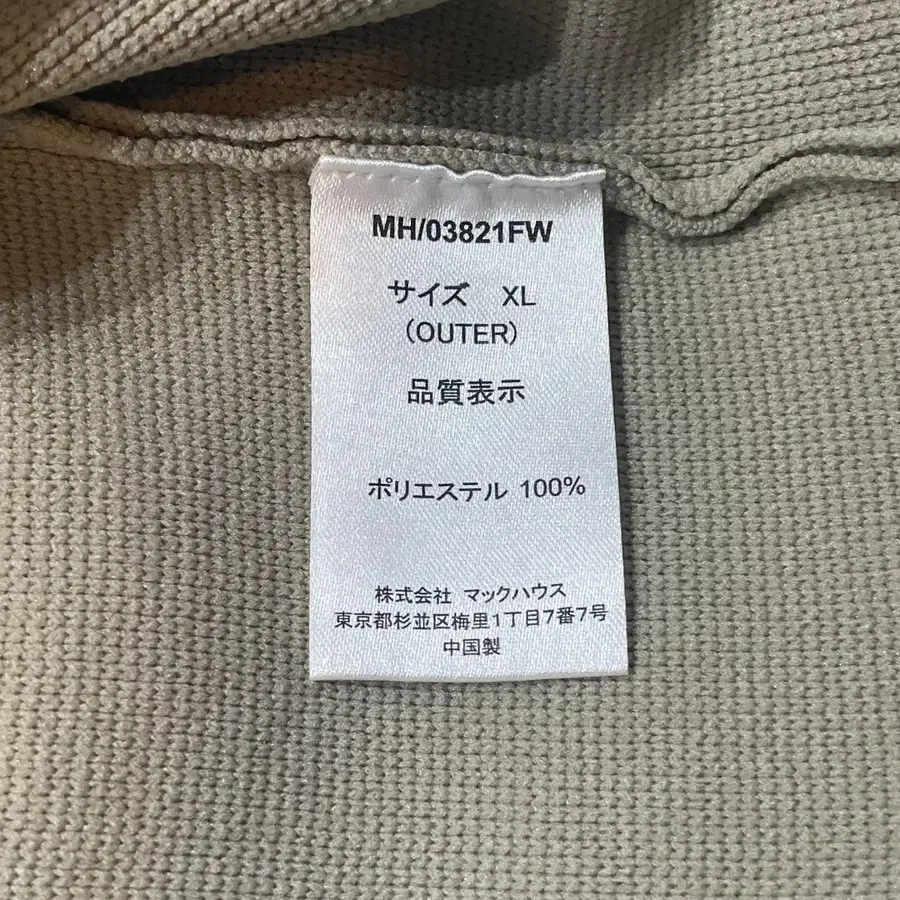 MH/03821FW
サイズ XL
(OUTER)
品質表示
ポリエステル 100%
株式会社 マックハウス
東京都杉並区梅里1丁目7番7号
中国製